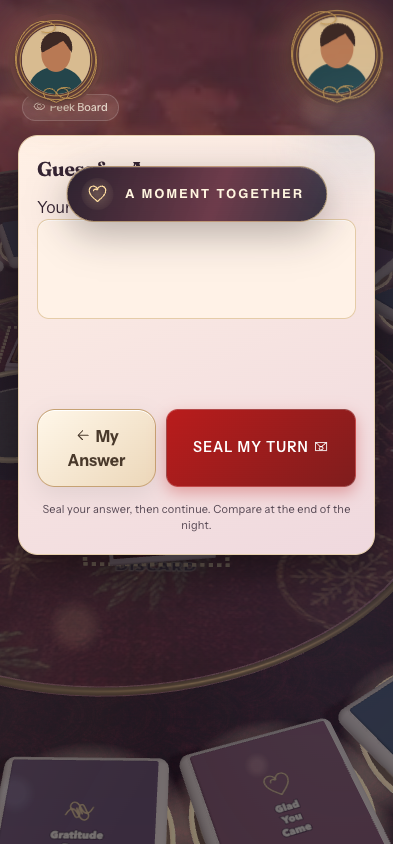 Peek Board
A MOMENT TOGETHER
Your
← My
Answer
SEAL MY TURN
Seal your answer, then continue. Compare at the end of the
night.
Gratitude
Glad
You
Came